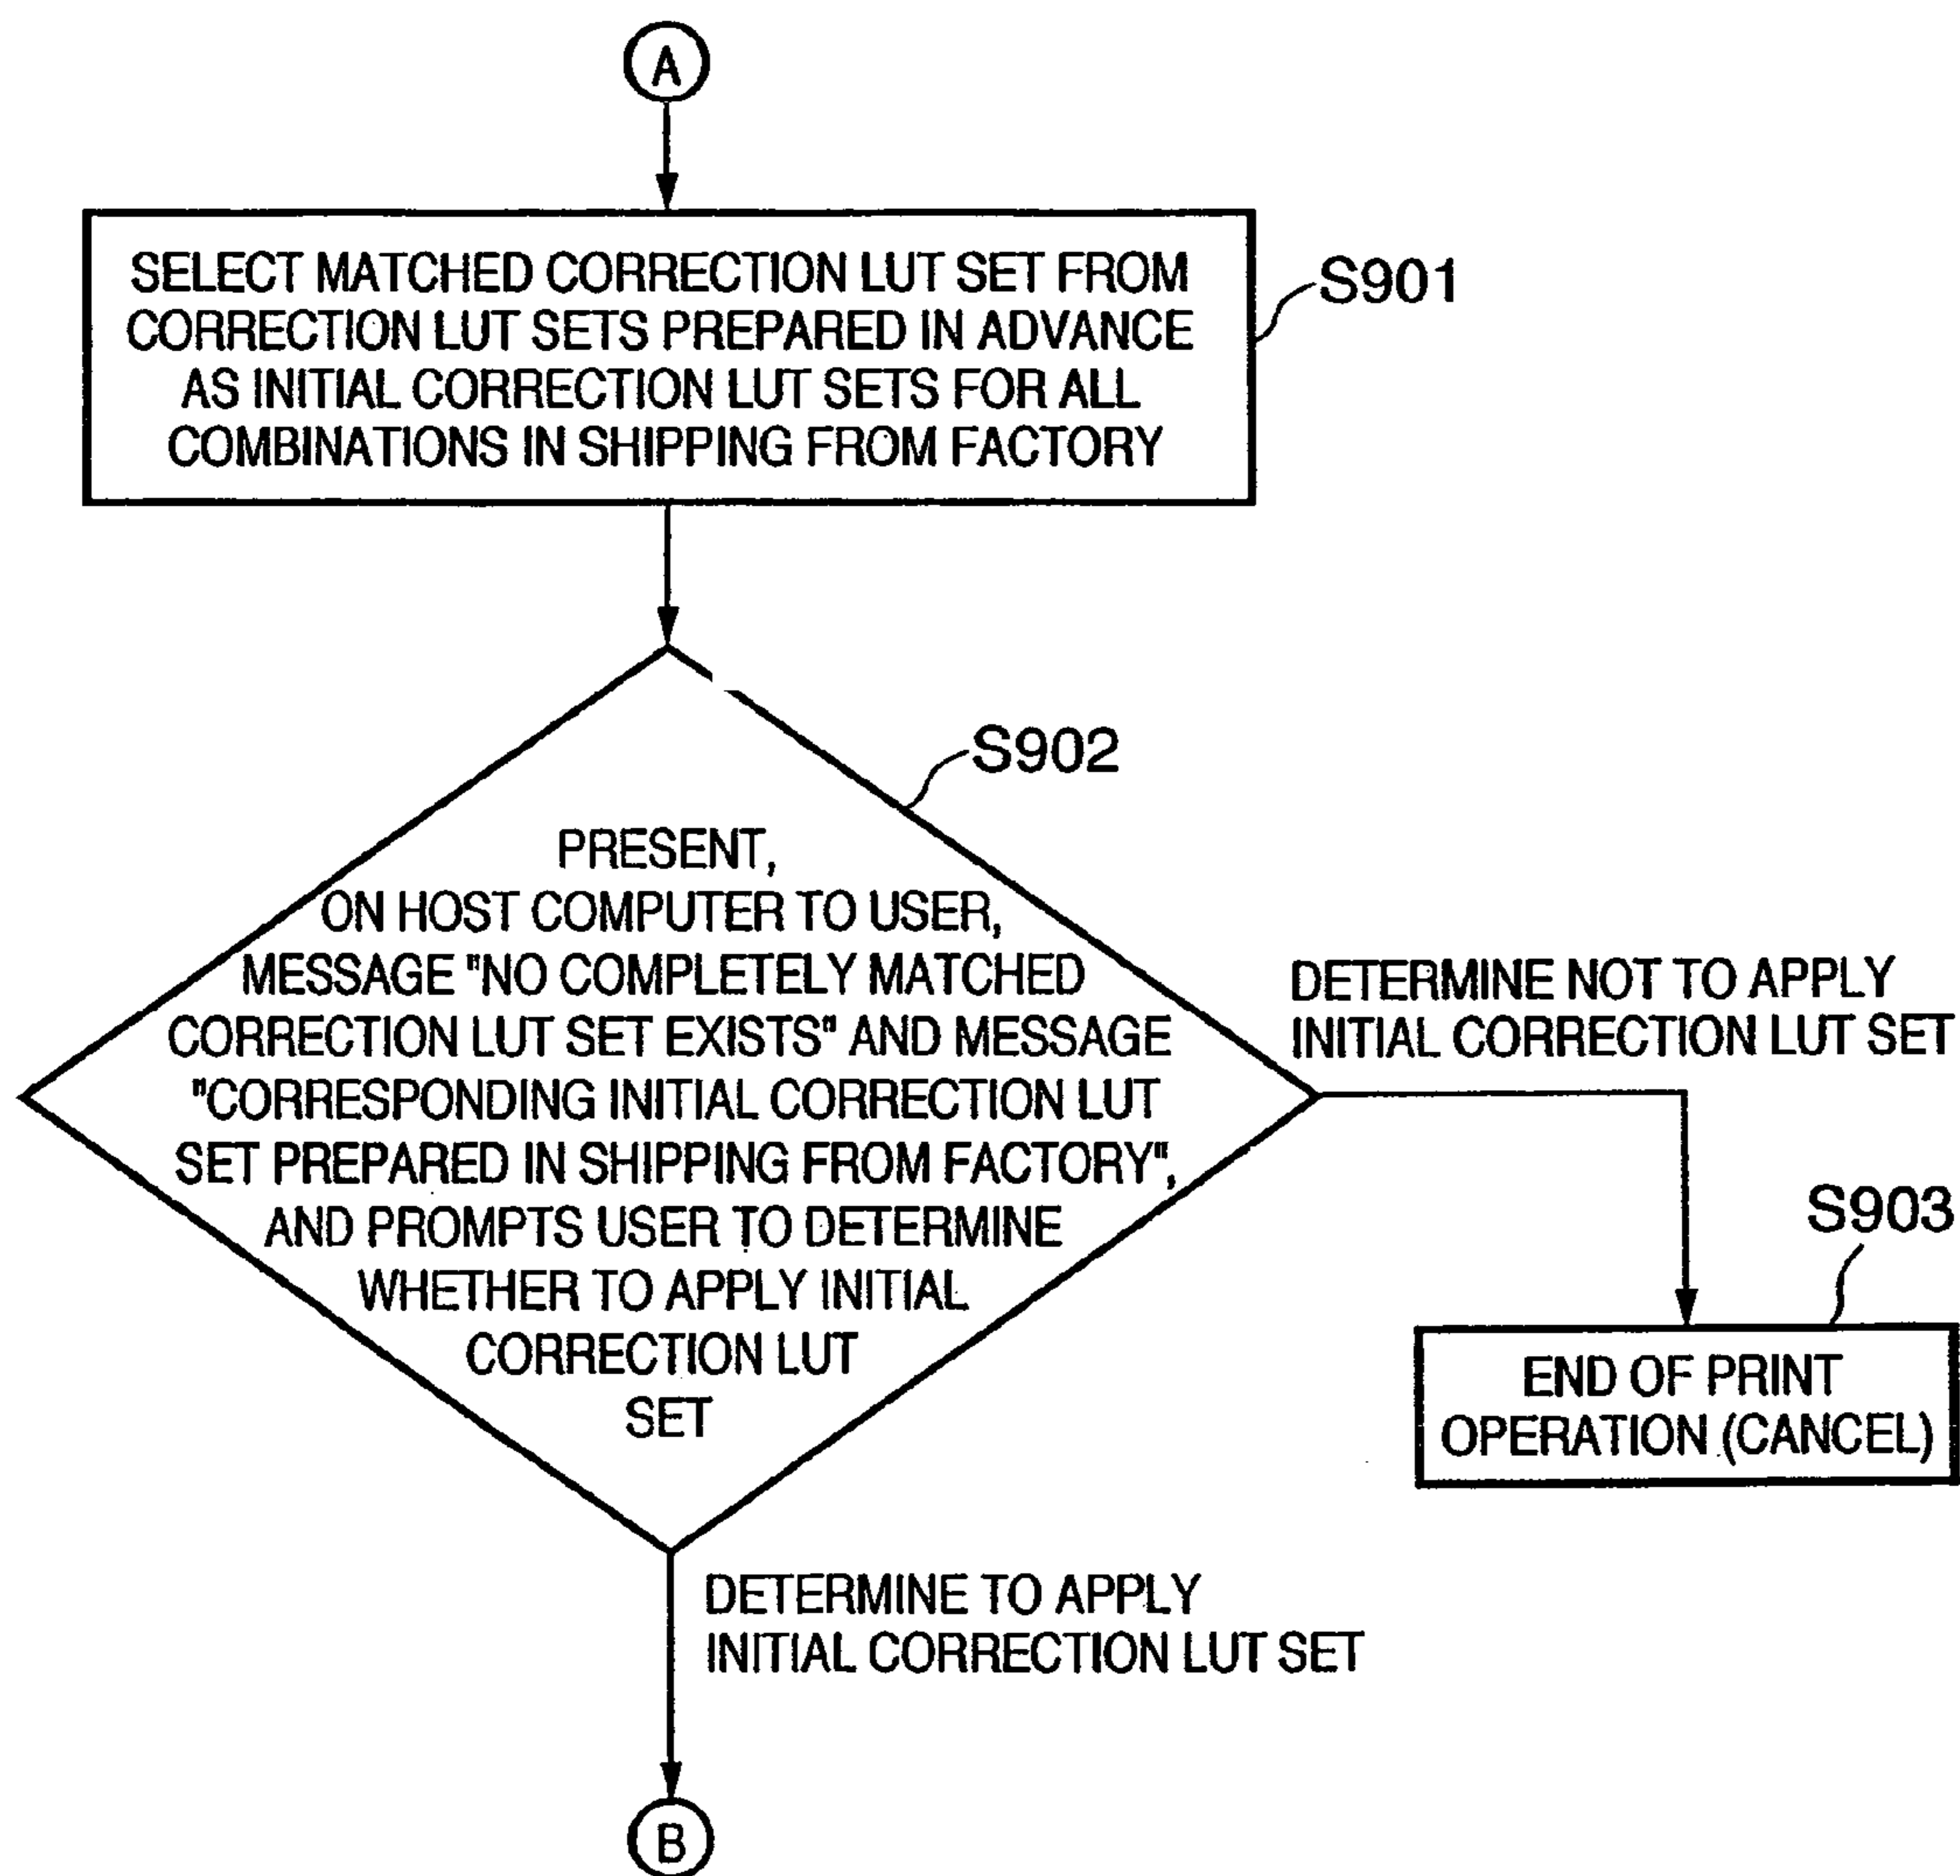 A
SELECT MATCHED CORRECTION LUT SET FROM
CORRECTION LUT SETS PREPARED IN ADVANCE
AS INITIAL CORRECTION LUT SETS FOR ALL
COMBINATIONS IN SHIPPING FROM FACTORY
S901
S902
PRESENT,
ON HOST COMPUTER TO USER,
MESSAGE "NO COMPLETELY MATCHED
CORRECTION LUT SET EXISTS" AND MESSAGE
"CORRESPONDING INITIAL CORRECTION LUT
SET PREPARED IN SHIPPING FROM FACTORY",
AND PROMPTS USER TO DETERMINE
WHETHER TO APPLY INITIAL
CORRECTION LUT
SET
DETERMINE NOT TO APPLY
INITIAL CORRECTION LUT SET
S903
END OF PRINT
OPERATION (CANCEL)
DETERMINE TO APPLY
INITIAL CORRECTION LUT SET
B